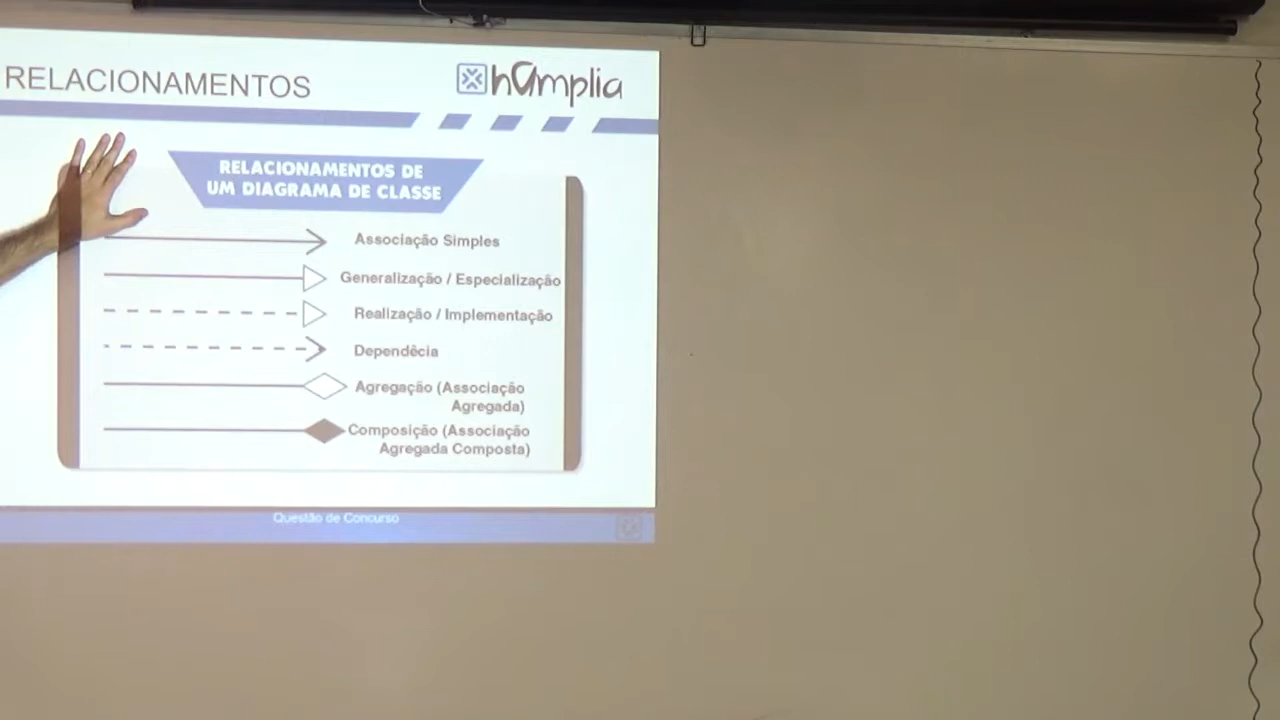 RELACIONAMENTOS
hamplia
RELACIONAMENTOS DE
UM DIAGRAMA DE CLASSE
Associação Simples
Generalização / Especialização
Realização / Implementação
Dependêcia
Agregação (Associação
Agregada)
Composição (Associação
Agregada Composta)
Questão de Concurso